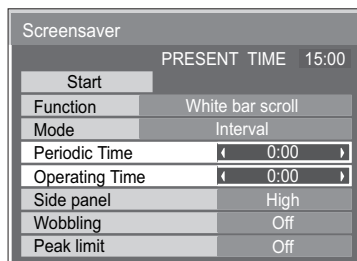 Screensaver
PRESENT TIME 15:00
Start
Function White bar scroll
Mode Interval
Periodic Time 0:00
Operating Time 0:00
Side panel High
Wobbling Off
Peak limit Off